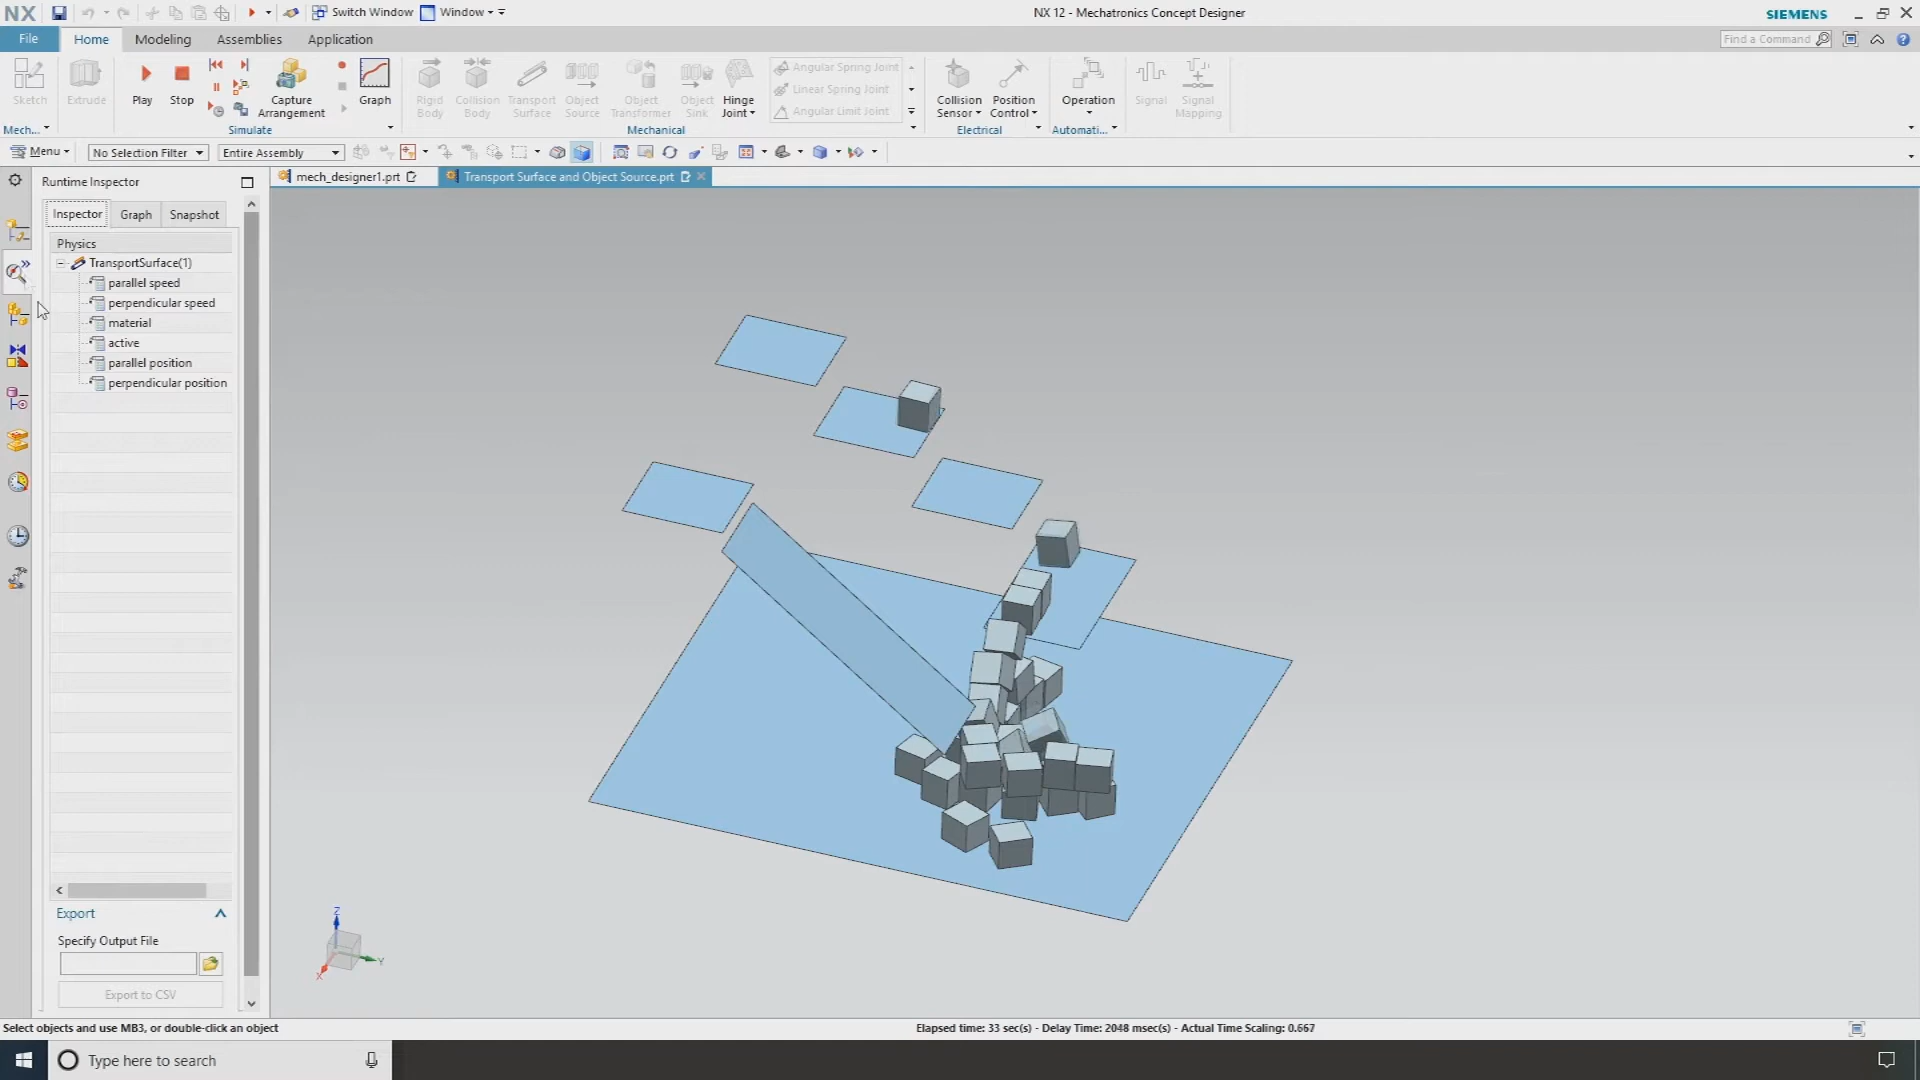 NX
Switch Window
Window
NX 12 - Mechatronics Concept Designer
SIEMENS
File
Home
Modeling
Assemblies
Application
Find a Command
Sketch
Extrude
Play
Stop
Capture
Arrangement
Graph
Rigid
Body
Collision
Body
Transport
Surface
Object
Source
Object
Transformer
Object
Sink
Hinge
Joint
Angular Spring Joint
Linear Spring Joint
Angular Limit Joint
Collision
Sensor
Position
Control
Operation
Signal
Signal
Mapping
Mech...
Simulate
Mechanical
Electrical
Automati...
Menu
No Selection Filter
Entire Assembly
Runtime Inspector
mech_designer1.prt
Transport Surface and Object Source.prt
Inspector
Graph
Snapshot
Physics
TransportSurface(1)
parallel speed
perpendicular speed
material
active
parallel position
perpendicular position
Export
Specify Output File
Export to CSV
Z
Y
X
Select objects and use MB3, or double-click an object
Elapsed time: 33 sec(s) - Delay Time: 2048 msec(s) - Actual Time Scaling: 0.667
Type here to search